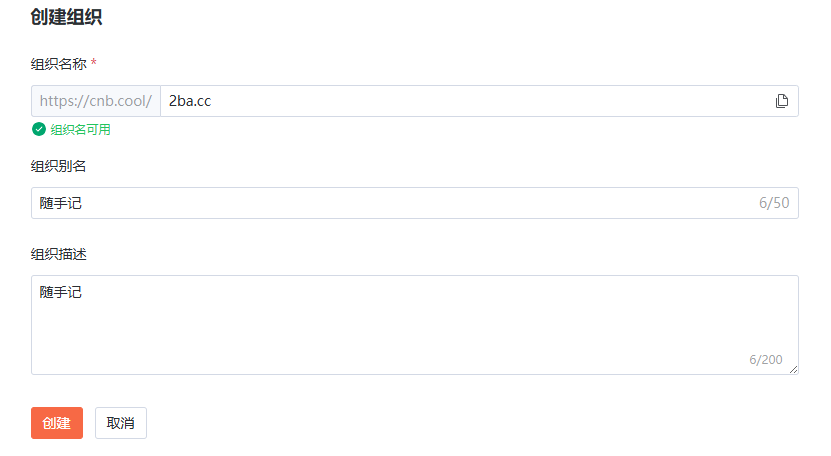 创建组织
组织名称 *
https://cnb.cool/ 2ba.cc
组织名可用
组织别名
随手记 6/50
组织描述
随手记
6/200
创建 取消